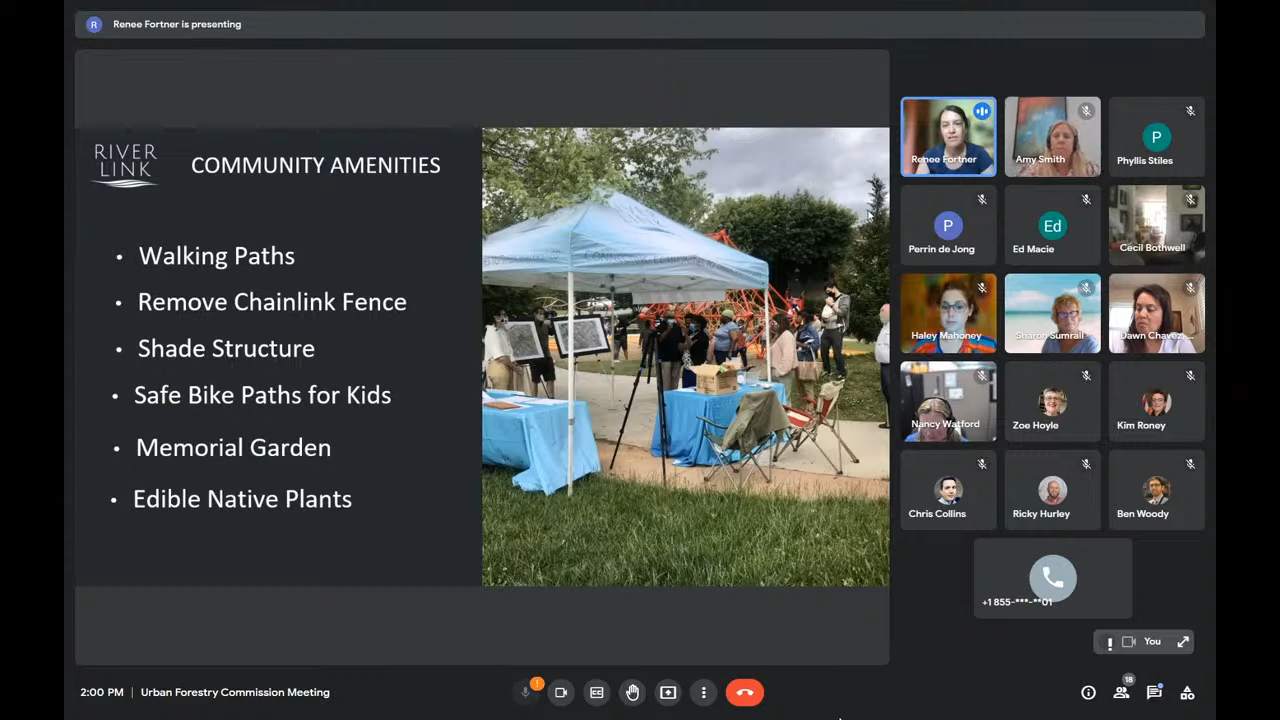 R
Renee Fortner is presenting
RIVER
LINK
COMMUNITY AMENITIES
• Walking Paths
• Remove Chainlink Fence
• Shade Structure
• Safe Bike Paths for Kids
• Memorial Garden
• Edible Native Plants
Renee Fortner
Amy Smith
P
Phyllis Stiles
P
Perrin de Jong
Ed
Ed Macie
Cecil Bothwell
Haley Mahoney
Sharon Sumrall
Dawn Chavez, ...
Nancy Watford
Zoe Hoyle
Kim Roney
Chris Collins
Ricky Hurley
Ben Woody
+1 855-***-**01
You
2:00 PM | Urban Forestry Commission Meeting
18